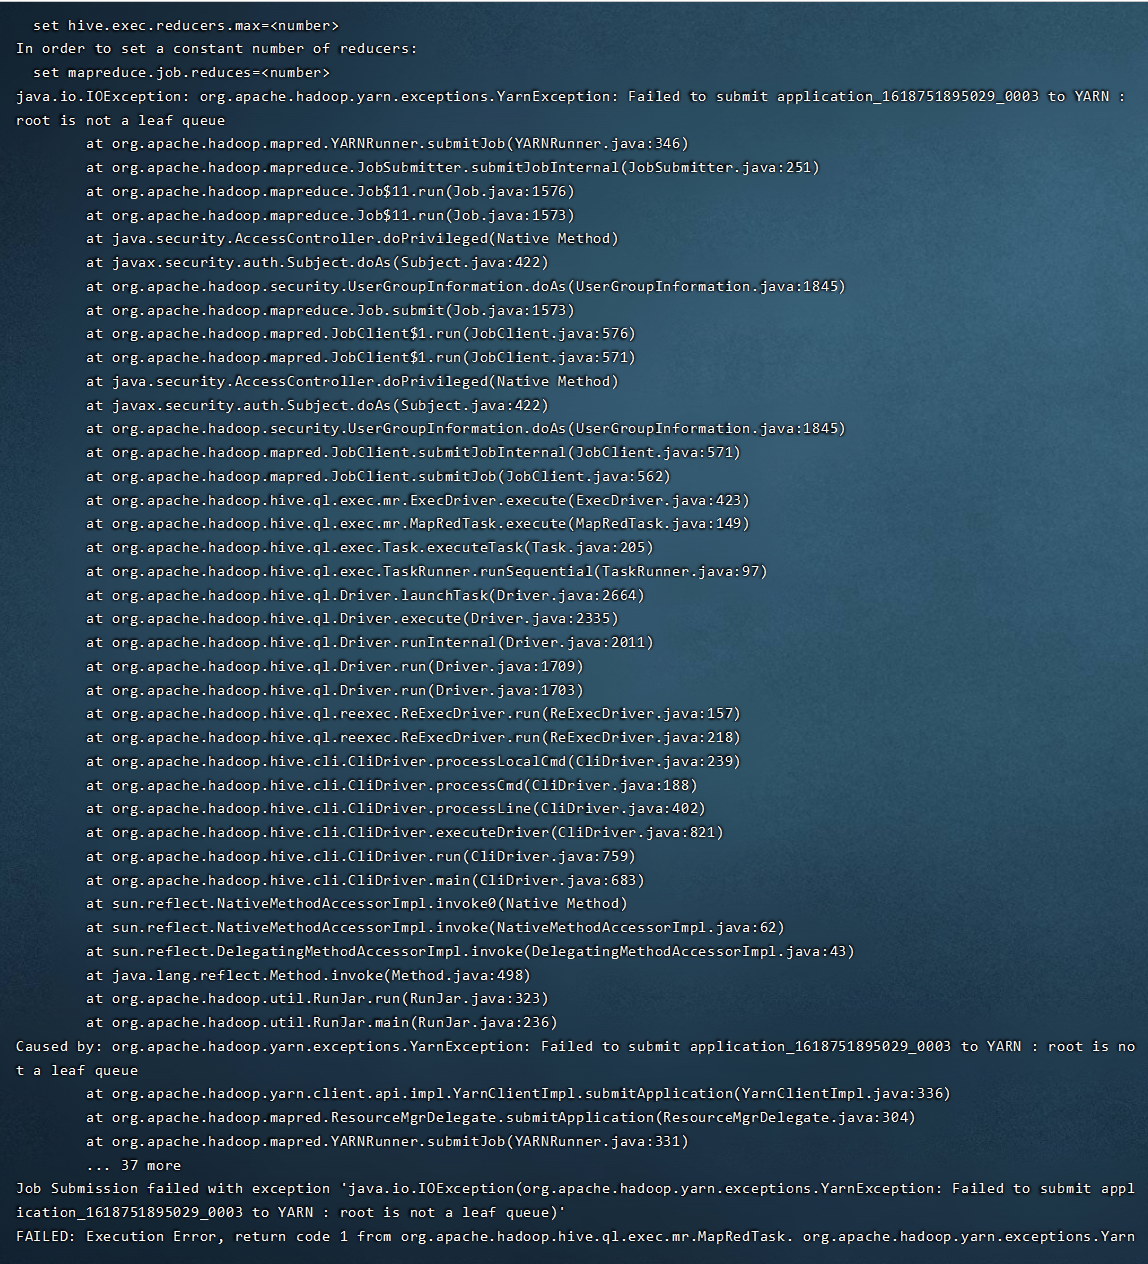 set hive.exec.reducers.max=<number>
In order to set a constant number of reducers:
  set mapreduce.job.reduces=<number>
java.io.IOException: org.apache.hadoop.yarn.exceptions.YarnException: Failed to submit application_1618751895029_0003 to YARN :
root is not a leaf queue
        at org.apache.hadoop.mapred.YARNRunner.submitJob(YARNRunner.java:346)
        at org.apache.hadoop.mapreduce.JobSubmitter.submitJobInternal(JobSubmitter.java:251)
        at org.apache.hadoop.mapreduce.Job$11.run(Job.java:1576)
        at org.apache.hadoop.mapreduce.Job$11.run(Job.java:1573)
        at java.security.AccessController.doPrivileged(Native Method)
        at javax.security.auth.Subject.doAs(Subject.java:422)
        at org.apache.hadoop.security.UserGroupInformation.doAs(UserGroupInformation.java:1845)
        at org.apache.hadoop.mapreduce.Job.submit(Job.java:1573)
        at org.apache.hadoop.mapred.JobClient$1.run(JobClient.java:576)
        at org.apache.hadoop.mapred.JobClient$1.run(JobClient.java:571)
        at java.security.AccessController.doPrivileged(Native Method)
        at javax.security.auth.Subject.doAs(Subject.java:422)
        at org.apache.hadoop.security.UserGroupInformation.doAs(UserGroupInformation.java:1845)
        at org.apache.hadoop.mapred.JobClient.submitJobInternal(JobClient.java:571)
        at org.apache.hadoop.mapred.JobClient.submitJob(JobClient.java:562)
        at org.apache.hadoop.hive.ql.exec.mr.ExecDriver.execute(ExecDriver.java:423)
        at org.apache.hadoop.hive.ql.exec.mr.MapRedTask.execute(MapRedTask.java:149)
        at org.apache.hadoop.hive.ql.exec.Task.executeTask(Task.java:205)
        at org.apache.hadoop.hive.ql.exec.TaskRunner.runSequential(TaskRunner.java:97)
        at org.apache.hadoop.hive.ql.Driver.launchTask(Driver.java:2664)
        at org.apache.hadoop.hive.ql.Driver.execute(Driver.java:2335)
        at org.apache.hadoop.hive.ql.Driver.runInternal(Driver.java:2011)
        at org.apache.hadoop.hive.ql.Driver.run(Driver.java:1709)
        at org.apache.hadoop.hive.ql.Driver.run(Driver.java:1703)
        at org.apache.hadoop.hive.ql.reexec.ReExecDriver.run(ReExecDriver.java:157)
        at org.apache.hadoop.hive.ql.reexec.ReExecDriver.run(ReExecDriver.java:218)
        at org.apache.hadoop.hive.cli.CliDriver.processLocalCmd(CliDriver.java:239)
        at org.apache.hadoop.hive.cli.CliDriver.processCmd(CliDriver.java:188)
        at org.apache.hadoop.hive.cli.CliDriver.processLine(CliDriver.java:402)
        at org.apache.hadoop.hive.cli.CliDriver.executeDriver(CliDriver.java:821)
        at org.apache.hadoop.hive.cli.CliDriver.run(CliDriver.java:759)
        at org.apache.hadoop.hive.cli.CliDriver.main(CliDriver.java:683)
        at sun.reflect.NativeMethodAccessorImpl.invoke0(Native Method)
        at sun.reflect.NativeMethodAccessorImpl.invoke(NativeMethodAccessorImpl.java:62)
        at sun.reflect.DelegatingMethodAccessorImpl.invoke(DelegatingMethodAccessorImpl.java:43)
        at java.lang.reflect.Method.invoke(Method.java:498)
        at org.apache.hadoop.util.RunJar.run(RunJar.java:323)
        at org.apache.hadoop.util.RunJar.main(RunJar.java:236)
Caused by: org.apache.hadoop.yarn.exceptions.YarnException: Failed to submit application_1618751895029_0003 to YARN : root is no
t a leaf queue
        at org.apache.hadoop.yarn.client.api.impl.YarnClientImpl.submitApplication(YarnClientImpl.java:336)
        at org.apache.hadoop.mapred.ResourceMgrDelegate.submitApplication(ResourceMgrDelegate.java:304)
        at org.apache.hadoop.mapred.YARNRunner.submitJob(YARNRunner.java:331)
        ... 37 more
Job Submission failed with exception 'java.io.IOException(org.apache.hadoop.yarn.exceptions.YarnException: Failed to submit appl
ication_1618751895029_0003 to YARN : root is not a leaf queue)'
FAILED: Execution Error, return code 1 from org.apache.hadoop.hive.ql.exec.mr.MapRedTask. org.apache.hadoop.yarn.exceptions.Yarn